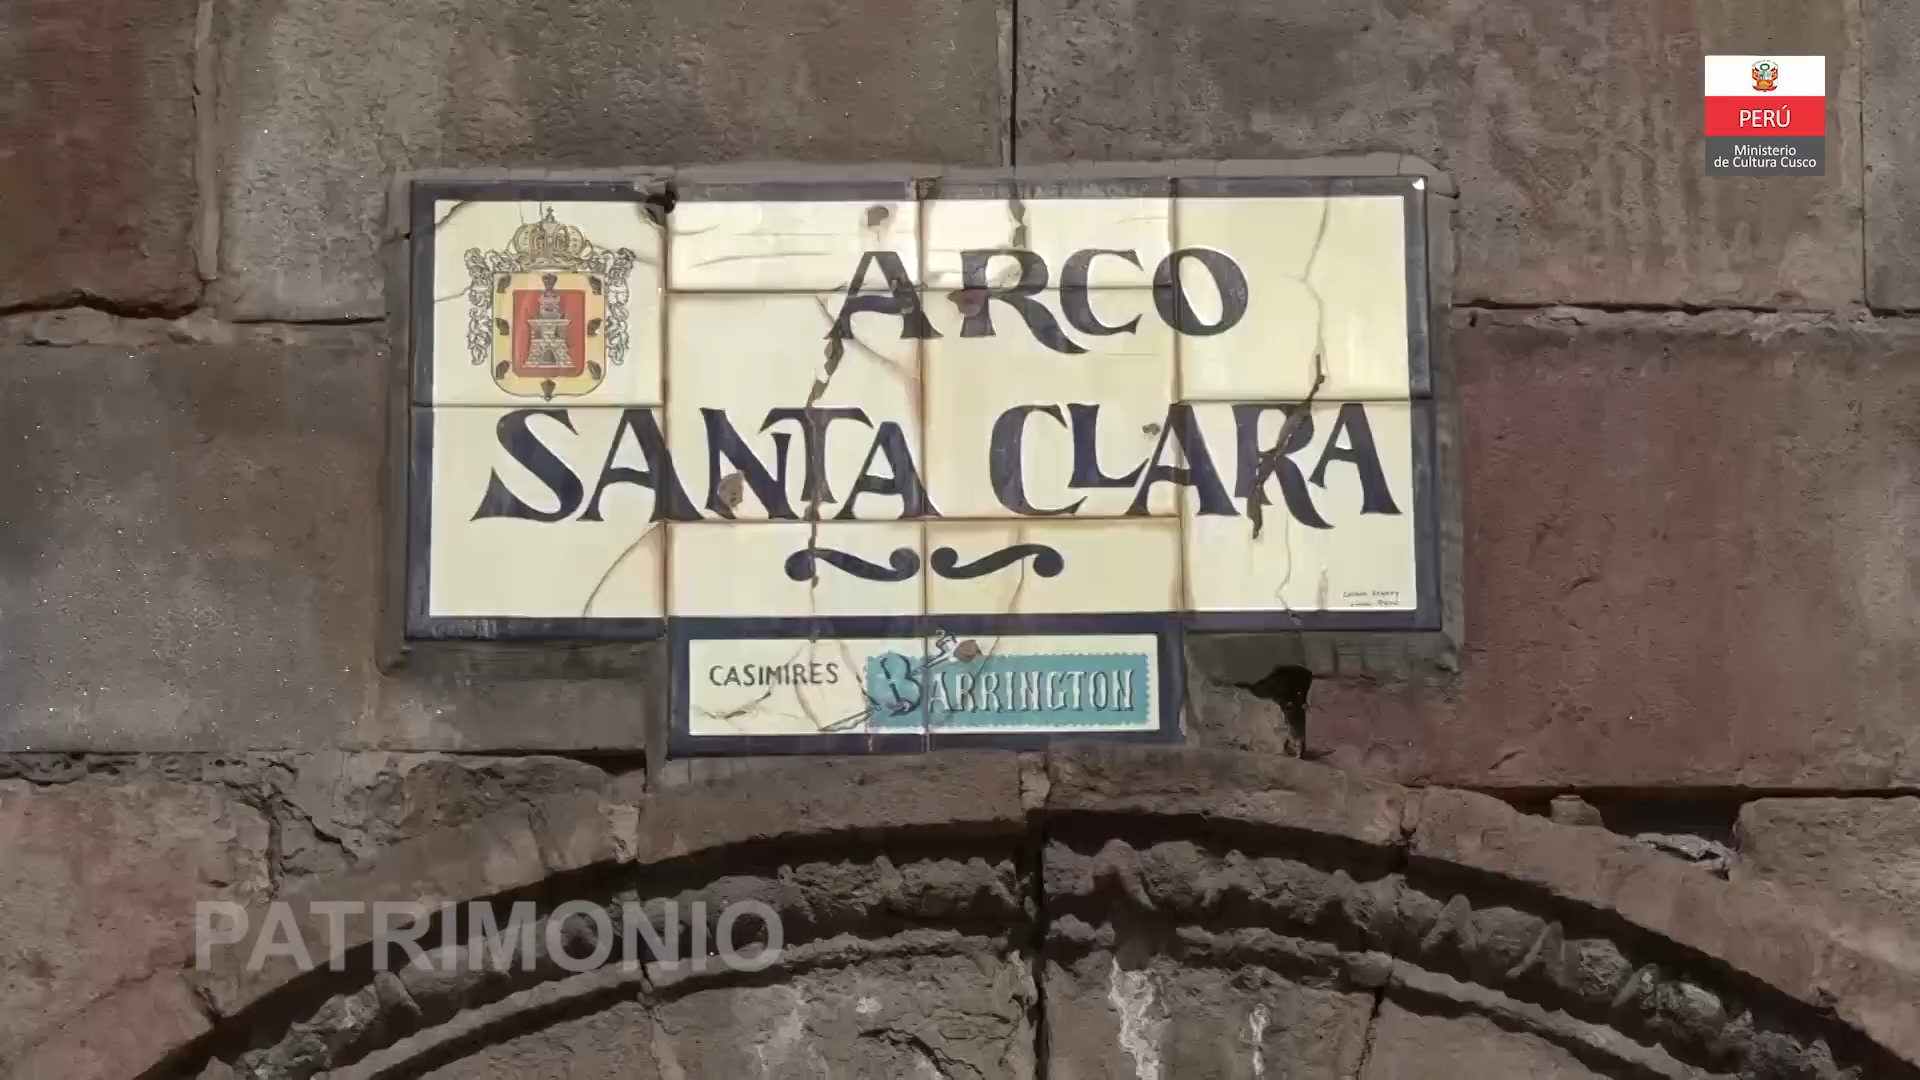 PERÚ
Ministerio
de Cultura Cusco
ARCO
SANTA CLARA
CASIMIRES BARRINGTON
PATRIMONIO